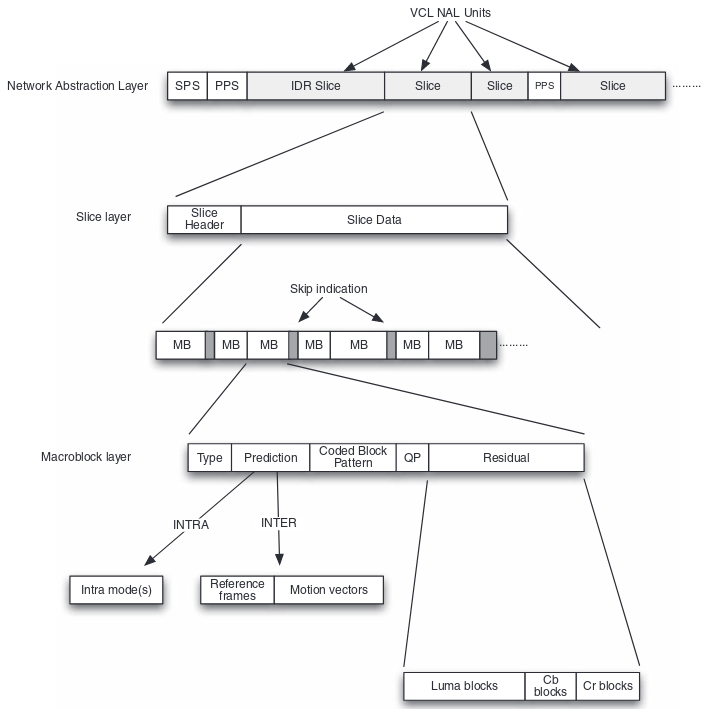 VCL NAL Units
Network Abstraction Layer
SPS PPS IDR Slice Slice Slice PPS Slice .........
Slice layer
Slice Header
Slice Data
Skip indication
MB MB MB MB MB MB MB .........
Macroblock layer
Type Prediction Coded Block Pattern QP Residual
INTRA
INTER
Intra mode(s)
Reference frames
Motion vectors
Luma blocks
Cb blocks
Cr blocks